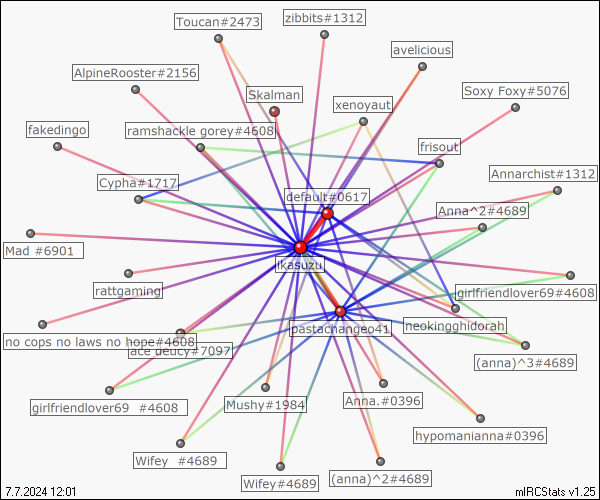 Toucan#2473
zibbits#1312
avelicious
AlpineRooster#2156
Skalman
Soxy Foxy#5076
xenoyaut
fakedingo
ramshackle gorey#4608
frisout
Annarchist#1312
Cypha#1717
default#0617
Anna^2#4689
Mad #6901
ikasuzu
rattgaming
girlfriendlover69#4608
pastachangeo41
neokingghidorah
no cops no laws no hope#4608
ace deucy#7097
(anna)^3#4689
girlfriendlover69 #4608
Mushy#1984
Anna.#0396
hypomanianna#0396
Wifey #4689
Wifey#4689
(anna)^2#4689
7.7.2024 12:01
mIRCStats v1.25